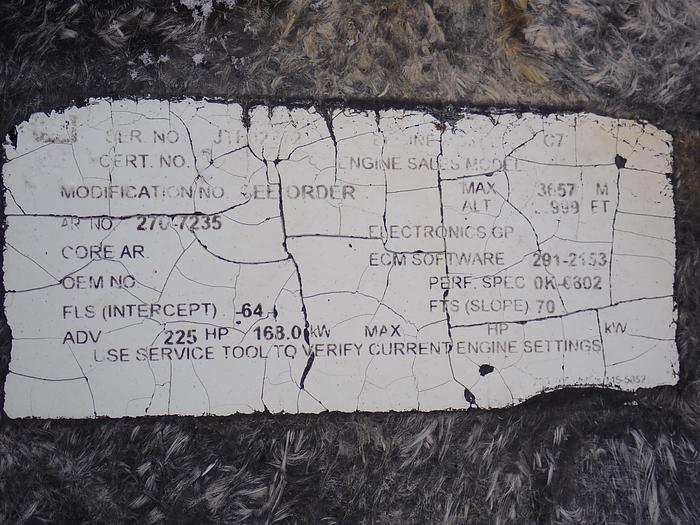 SER. NO. C7
CERT. NO. ENGINE SALES MODEL
MODIFICATION NO. SEE ORDER MAX 3657 M
ALT 999 FT
AR NO. 270-7235 ELECTRONICS GP
CORE AR ECM SOFTWARE 291-2153
OEM NO PERF. SPEC 0K-6302
FLS (INTERCEPT) -64 FTS (SLOPE) 70
ADV 225 HP 168.0 kW MAX HP kW
USE SERVICE TOOL TO VERIFY CURRENT ENGINE SETTINGS